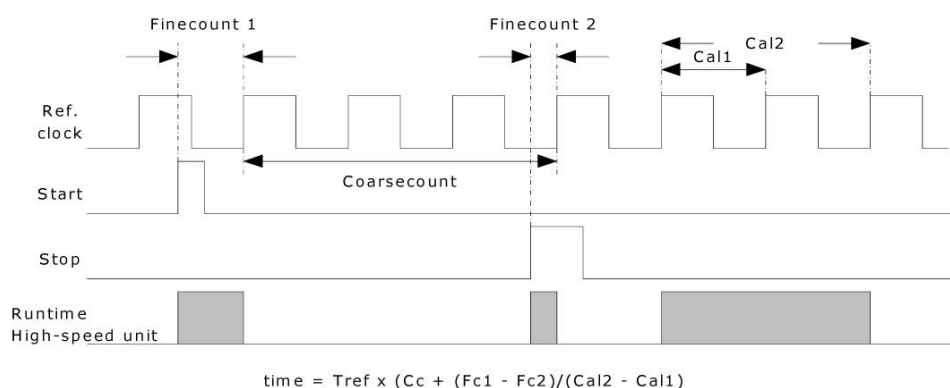 Finecount 1
Finecount 2
Cal2
Cal1
Ref.
clock
Coarsecount
Start
Stop
Runtime
High-speed unit
time = Tref x (Cc + (Fc1 - Fc2)/(Cal2 - Cal1)